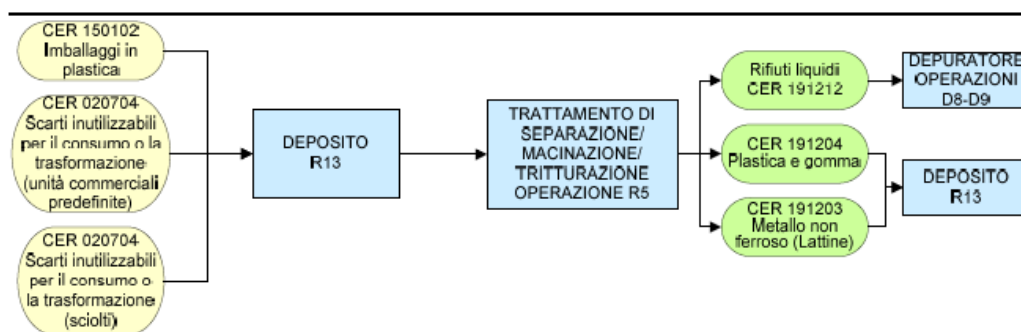 CER 150102
Imballaggi in
plastica
CER 020704
Scarti inutilizzabili
per il consumo o la
trasformazione
(unità commerciali
predefinite)
CER 020704
Scarti inutilizzabili
per il consumo o
la trasformazione
(sciolti)
DEPOSITO
R13
TRATTAMENTO DI
SEPARAZIONE/
MACINAZIONE/
TRITTURAZIONE
OPERAZIONE R5
Rifiuti liquidi
CER 191212
CER 191204
Plastica e gomma
CER 191203
Metallo non
ferroso (Lattine)
DEPURATORE
OPERAZIONI
D8-D9
DEPOSITO
R13